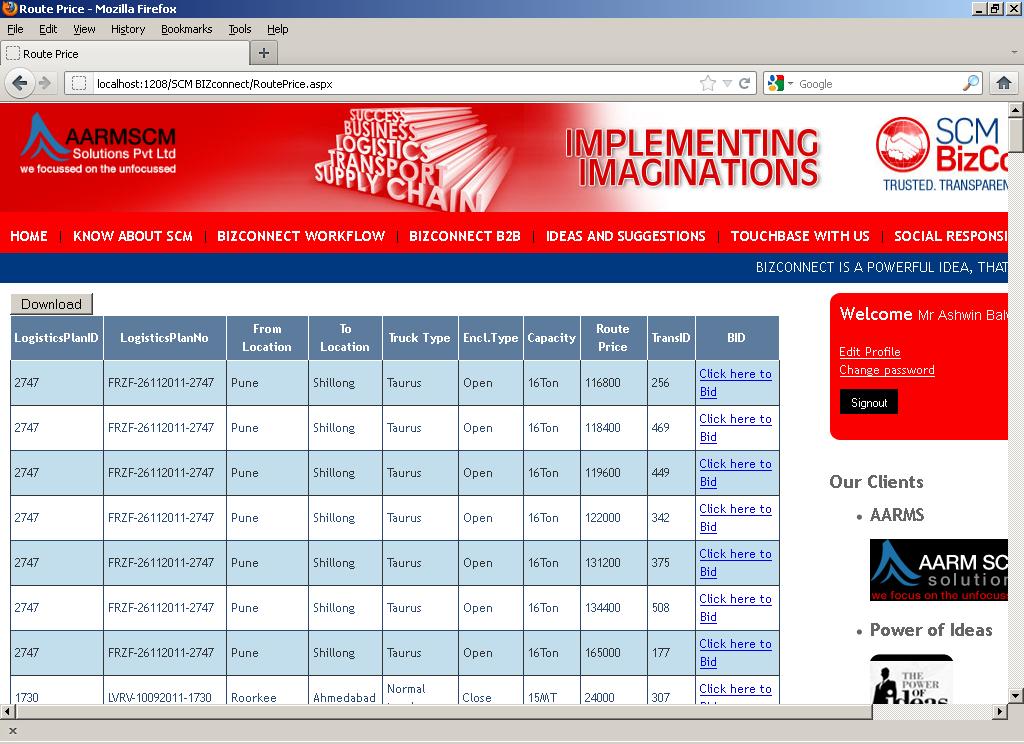 Route Price - Mozilla Firefox
File Edit View History Bookmarks Tools Help
Route Price
localhost:1208/SCM BIZconnect/RoutePrice.aspx
Google
AARMSCM
Solutions Pvt Ltd
we focussed on the unfocussed
SUCCESS
BUSINESS
LOGISTICS
TRANSPORT
SUPPLY CHAIN
IMPLEMENTING
IMAGINATIONS
SCM
BizCo
TRUSTED. TRANSPAREN
HOME | KNOW ABOUT SCM | BIZCONNECT WORKFLOW | BIZCONNECT B2B | IDEAS AND SUGGESTIONS | TOUCHBASE WITH US | SOCIAL RESPONSI
BIZCONNECT IS A POWERFUL IDEA, THAT
Download
LogisticsPlanID LogisticsPlanNo From Location To Location Truck Type Encl.Type Capacity Route Price TransID BID
2747 FRZF-26112011-2747 Pune Shillong Taurus Open 16Ton 116800 256 Click here to Bid
2747 FRZF-26112011-2747 Pune Shillong Taurus Open 16Ton 118400 469 Click here to Bid
2747 FRZF-26112011-2747 Pune Shillong Taurus Open 16Ton 119600 449 Click here to Bid
2747 FRZF-26112011-2747 Pune Shillong Taurus Open 16Ton 122000 342 Click here to Bid
2747 FRZF-26112011-2747 Pune Shillong Taurus Open 16Ton 131200 375 Click here to Bid
2747 FRZF-26112011-2747 Pune Shillong Taurus Open 16Ton 134400 508 Click here to Bid
2747 FRZF-26112011-2747 Pune Shillong Taurus Open 16Ton 165000 177 Click here to Bid
1730 LVRV-10092011-1730 Roorkee Ahmedabad Normal Close 15MT 24000 307 Click here to
Welcome Mr Ashwin Bal
Edit Profile
Change password
Signout
Our Clients
• AARMS
AARM SC
solution
we focus on the unfocus
• Power of Ideas
THE
POWER
of
ideas